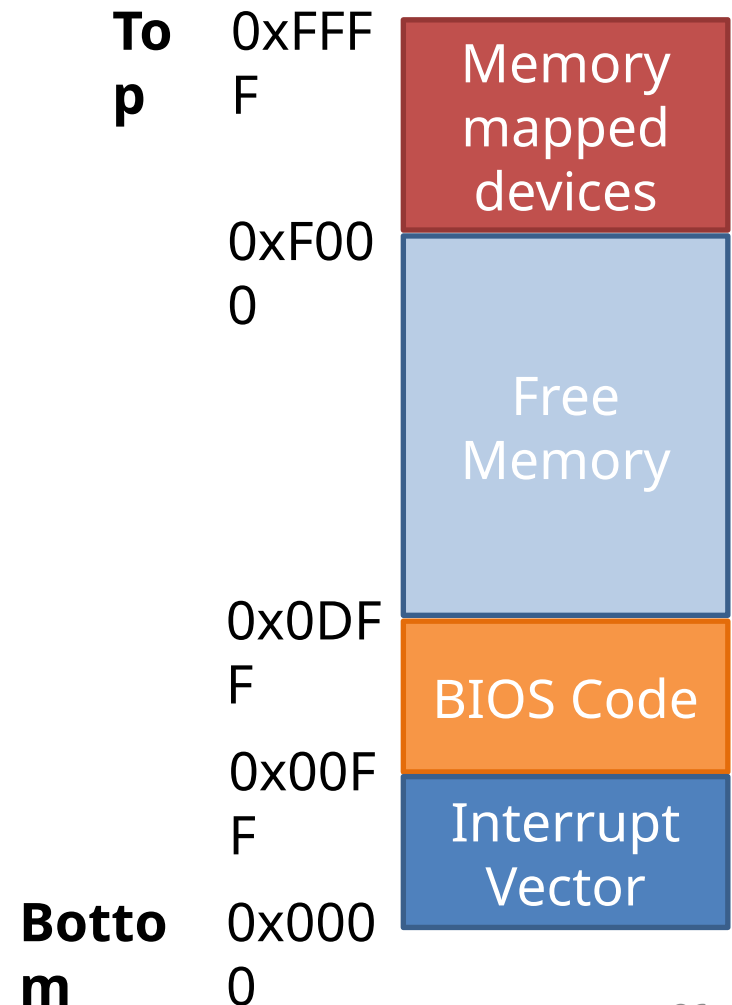 To
p
0xFFF
F
Memory
mapped
devices
0xF00
0
Free
Memory
0x0DF
F
BIOS Code
0x00F
F
Interrupt
Vector
Botto
m
0x000
0